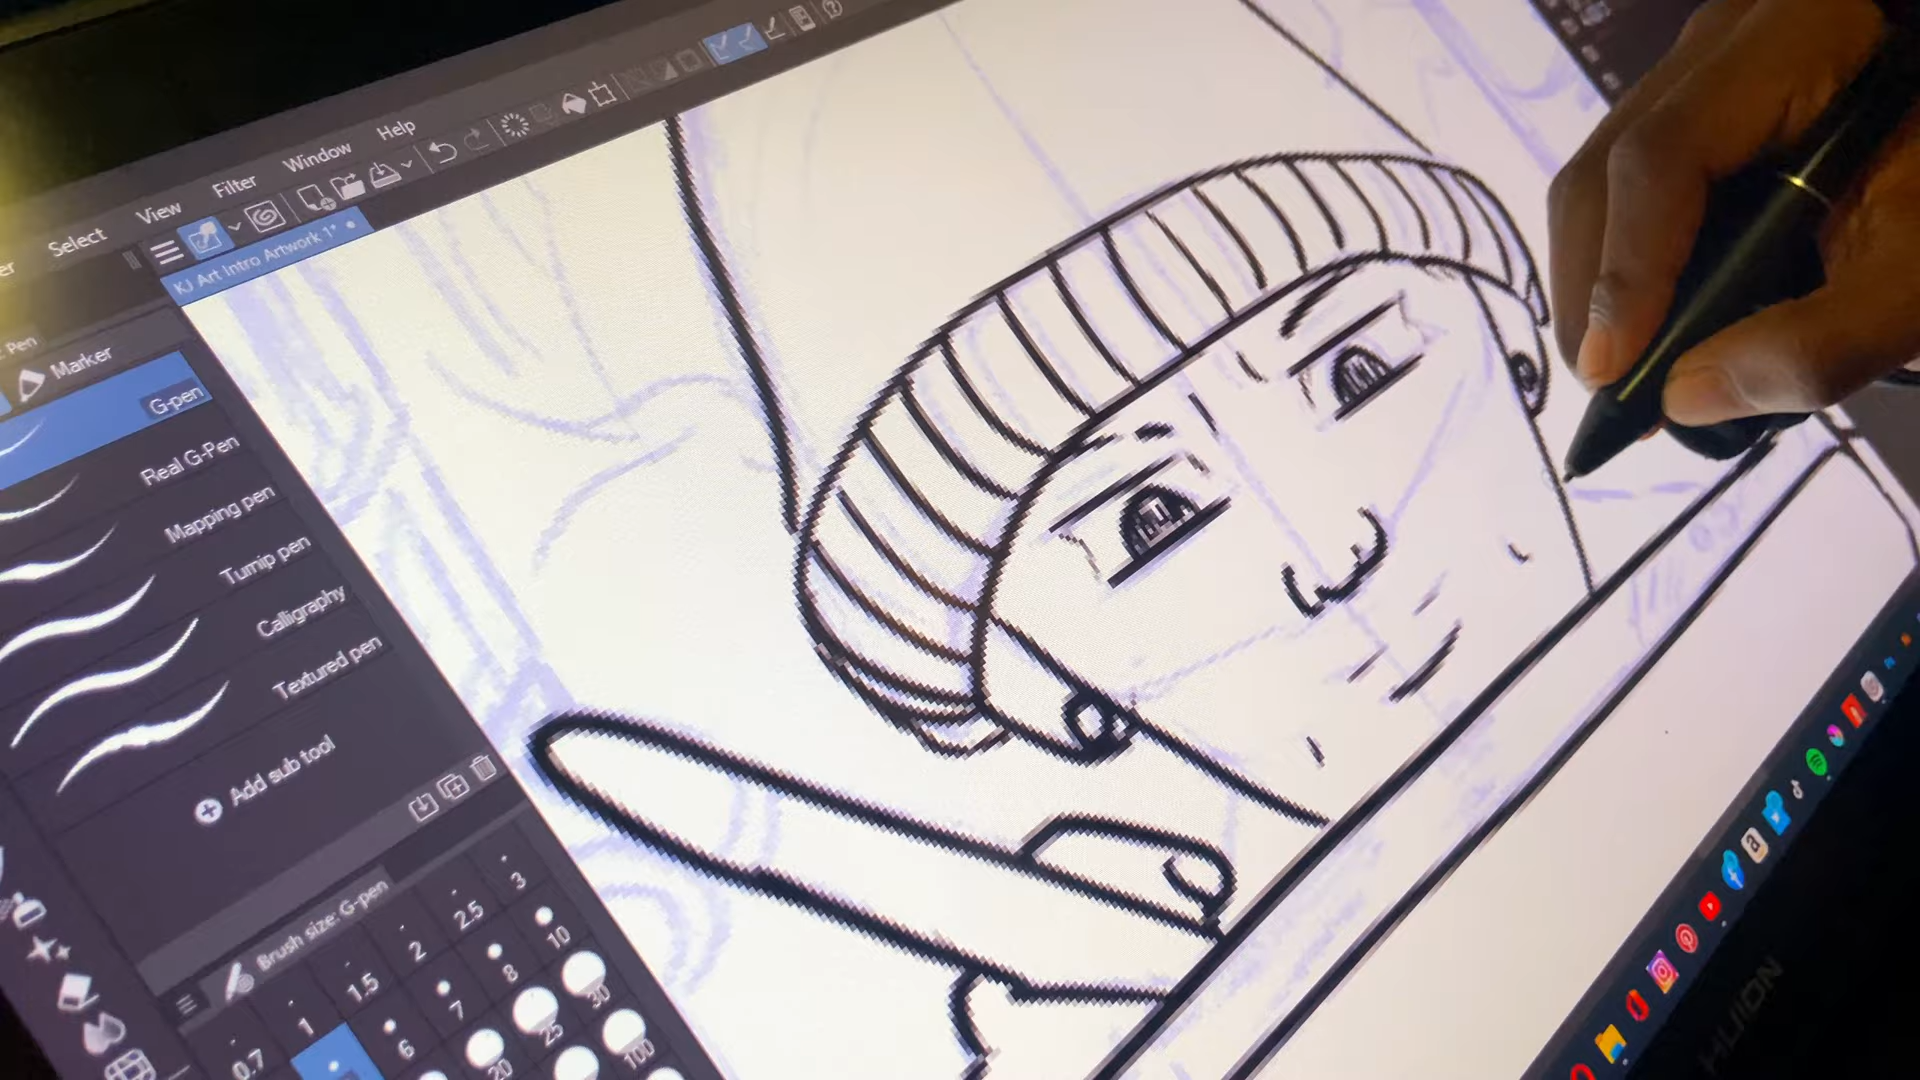 Select
View
Filter
Window
Help
KJ Art Intro Artwork 1*
Pen
Marker
G-pen
Real G-Pen
Mapping pen
Turnip pen
Calligraphy
Textured pen
Add sub tool
Brush size: G-pen
0.7
1
1.5
2
2.5
3
6
7
8
10
20
25
30
100
HUION